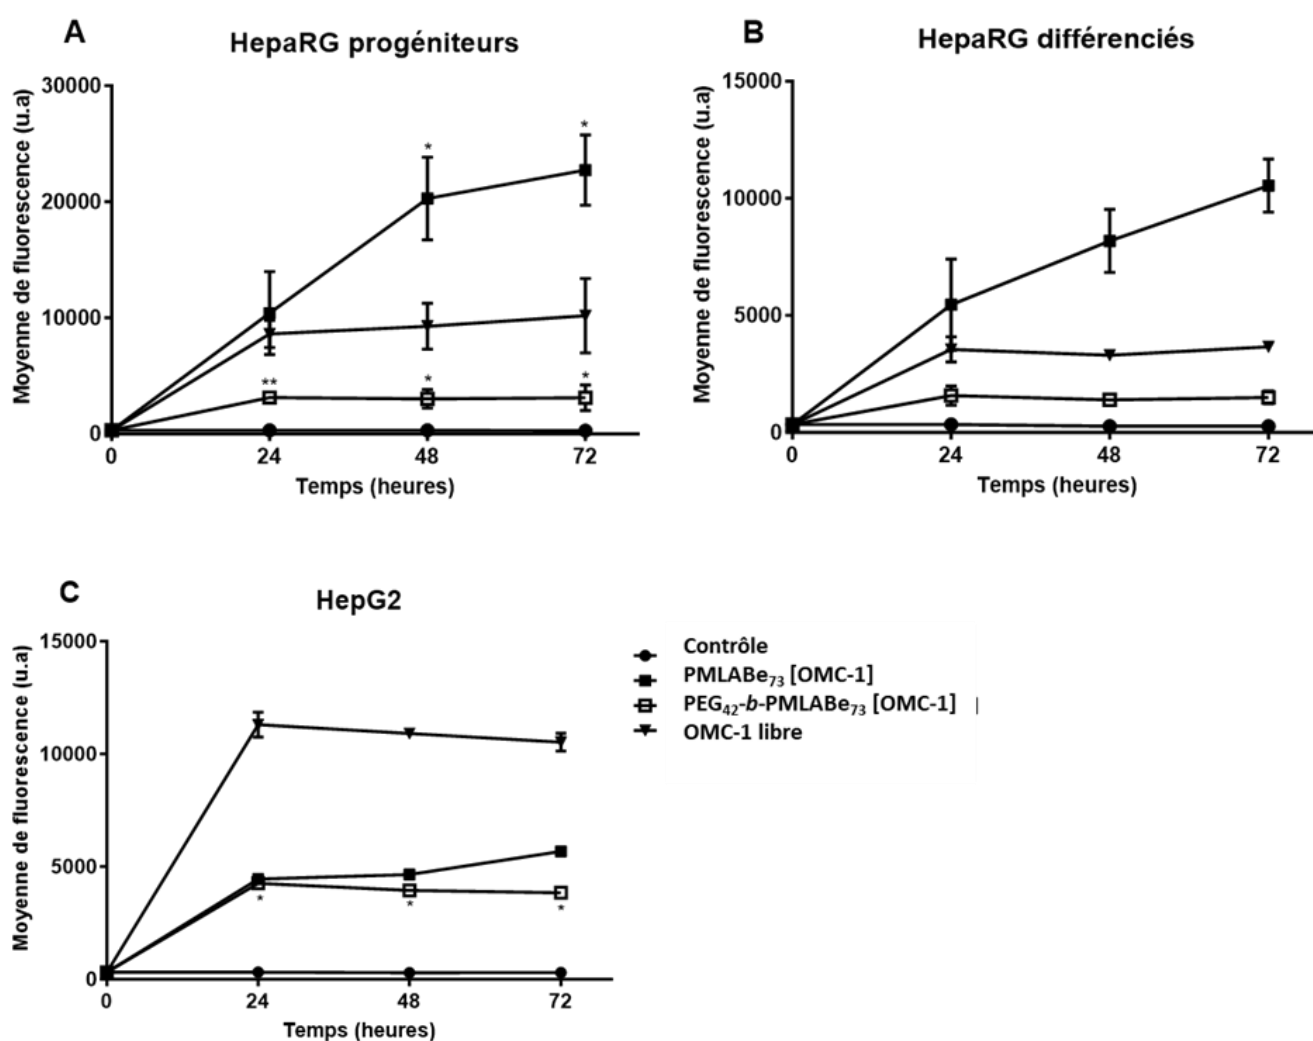 A
HepaRG progéniteurs
Moyenne de fluorescence (u.a)
30000
20000
10000
0
*
*
**
*
*
0 24 48 72
Temps (heures)
B
HepaRG différenciés
Moyenne de fluorescence (u.a)
15000
10000
5000
0
0 24 48 72
Temps (heures)
C
HepG2
Moyenne de fluorescence (u.a)
15000
10000
5000
0
*
*
*
0 24 48 72
Temps (heures)
Contrôle
PMLABe73 [OMC-1]
PEG42-b-PMLABe73 [OMC-1]
OMC-1 libre